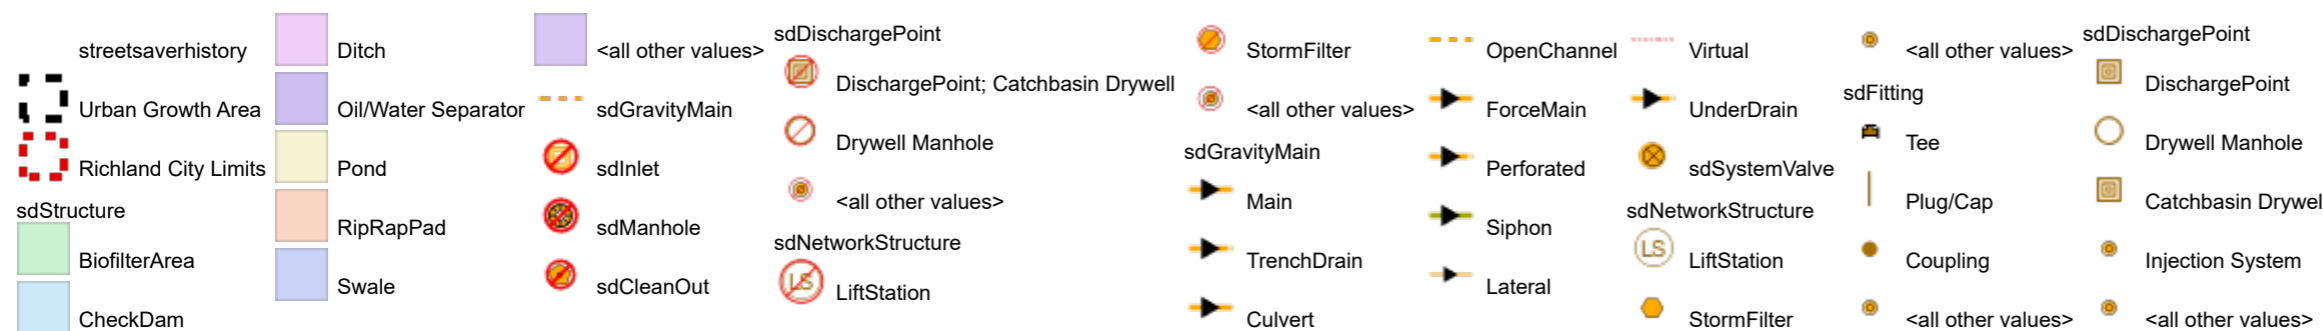 streetsaverhistory
Urban Growth Area
Richland City Limits
sdStructure
BiofilterArea
CheckDam
Ditch
Oil/Water Separator
Pond
RipRapPad
Swale
<all other values>
sdGravityMain
sdInlet
sdManhole
sdCleanOut
sdDischargePoint
DischargePoint; Catchbasin Drywell
Drywell Manhole
<all other values>
sdNetworkStructure
LS
LiftStation
StormFilter
<all other values>
sdGravityMain
Main
TrenchDrain
Culvert
OpenChannel
ForceMain
Perforated
Siphon
Lateral
Virtual
UnderDrain
sdSystemValve
sdNetworkStructure
LS
LiftStation
StormFilter
<all other values>
sdFitting
Tee
Plug/Cap
Coupling
<all other values>
sdDischargePoint
DischargePoint
Drywell Manhole
Catchbasin Drywel
Injection System
<all other values>